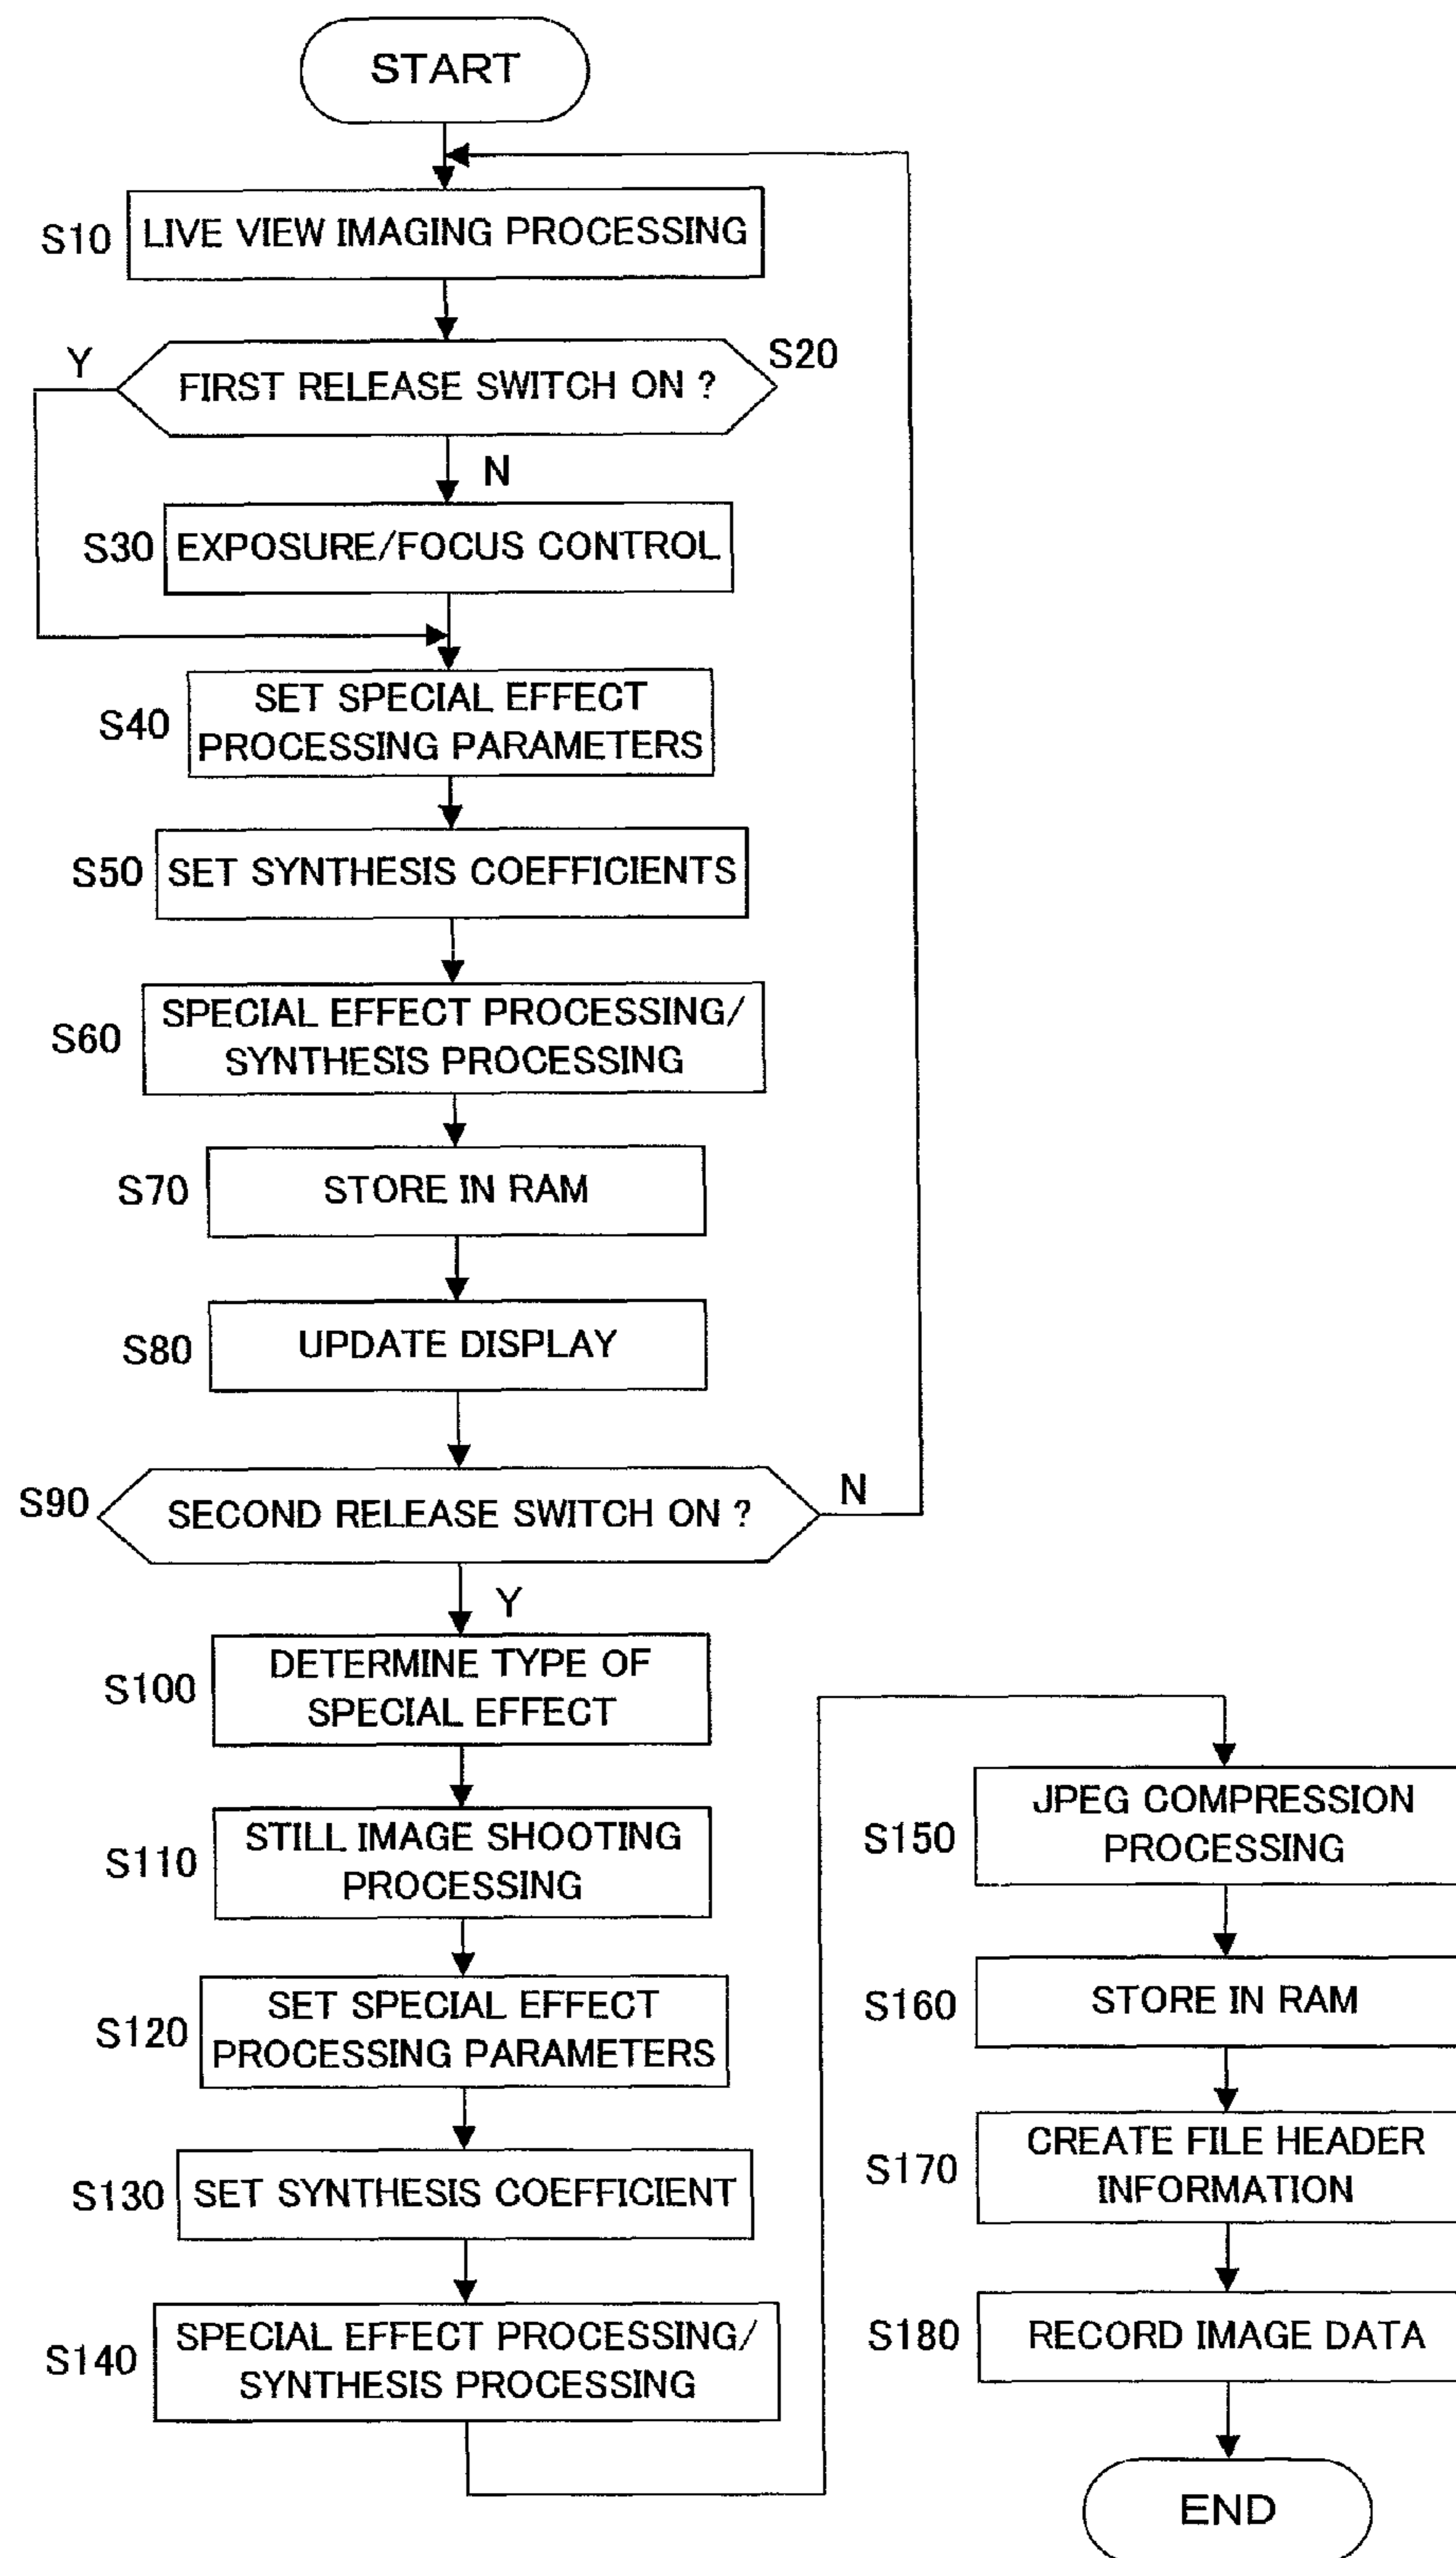 START
S10
LIVE VIEW IMAGING PROCESSING
Y
FIRST RELEASE SWITCH ON ?
S20
N
S30
EXPOSURE/FOCUS CONTROL
S40
SET SPECIAL EFFECT
PROCESSING PARAMETERS
S50
SET SYNTHESIS COEFFICIENTS
S60
SPECIAL EFFECT PROCESSING/
SYNTHESIS PROCESSING
S70
STORE IN RAM
S80
UPDATE DISPLAY
S90
SECOND RELEASE SWITCH ON ?
N
Y
S100
DETERMINE TYPE OF
SPECIAL EFFECT
S110
STILL IMAGE SHOOTING
PROCESSING
S120
SET SPECIAL EFFECT
PROCESSING PARAMETERS
S130
SET SYNTHESIS COEFFICIENT
S140
SPECIAL EFFECT PROCESSING/
SYNTHESIS PROCESSING
S150
JPEG COMPRESSION
PROCESSING
S160
STORE IN RAM
S170
CREATE FILE HEADER
INFORMATION
S180
RECORD IMAGE DATA
END